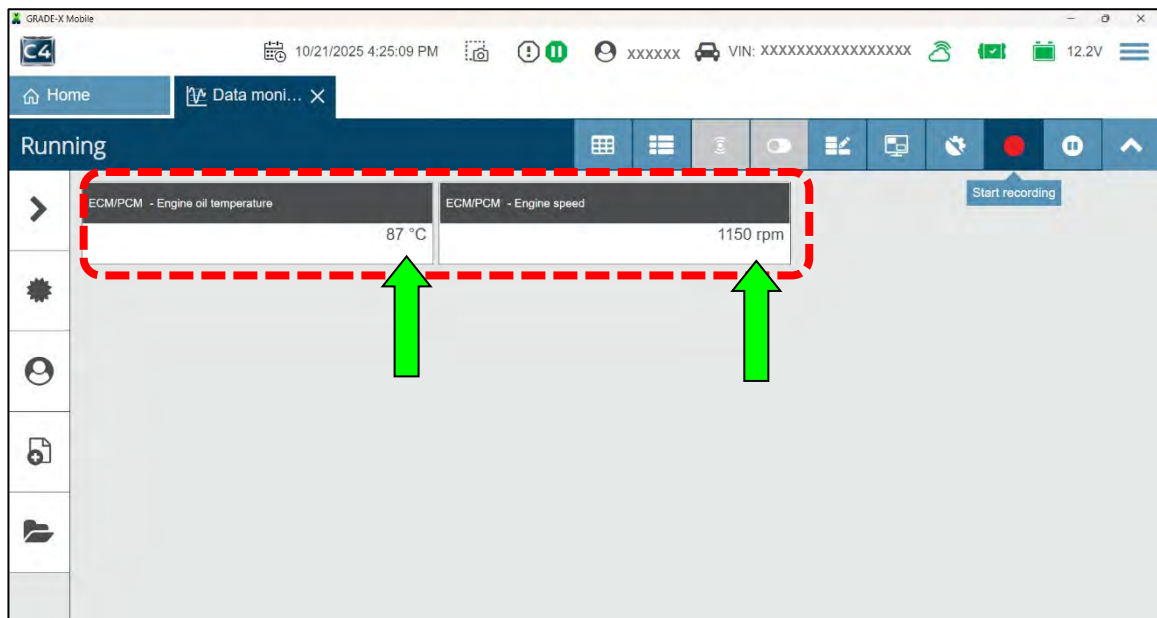 GRADE-X Mobile
C4
10/21/2025 4:25:09 PM
xxxxxx
VIN: XXXXXXXXXXXXXXXXX
12.2V
Home
Data moni...
Running
Start recording
ECM/PCM - Engine oil temperature
ECM/PCM - Engine speed
87 °C
1150 rpm